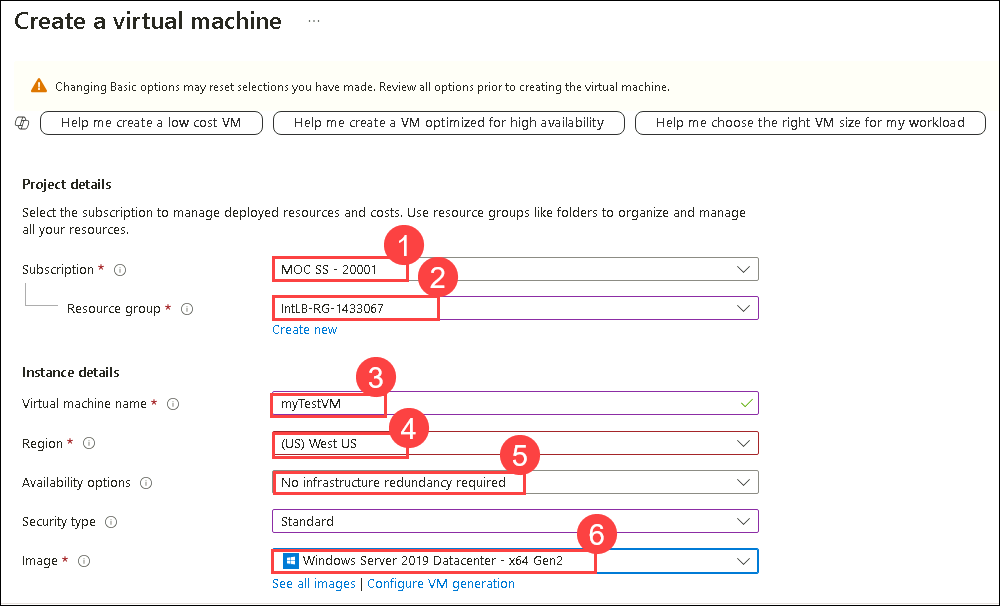 Create a virtual machine ...
Changing Basic options may reset selections you have made. Review all options prior to creating the virtual machine.
Help me create a low cost VM
Help me create a VM optimized for high availability
Help me choose the right VM size for my workload
Project details
Select the subscription to manage deployed resources and costs. Use resource groups like folders to organize and manage
all your resources.
1
Subscription * MOC SS - 20001
2
Resource group * IntLB-RG-1433067
Create new
Instance details
3
Virtual machine name * myTestVM
4
Region * (US) West US
5
Availability options No infrastructure redundancy required
Security type Standard
6
Image * Windows Server 2019 Datacenter - x64 Gen2
See all images | Configure VM generation